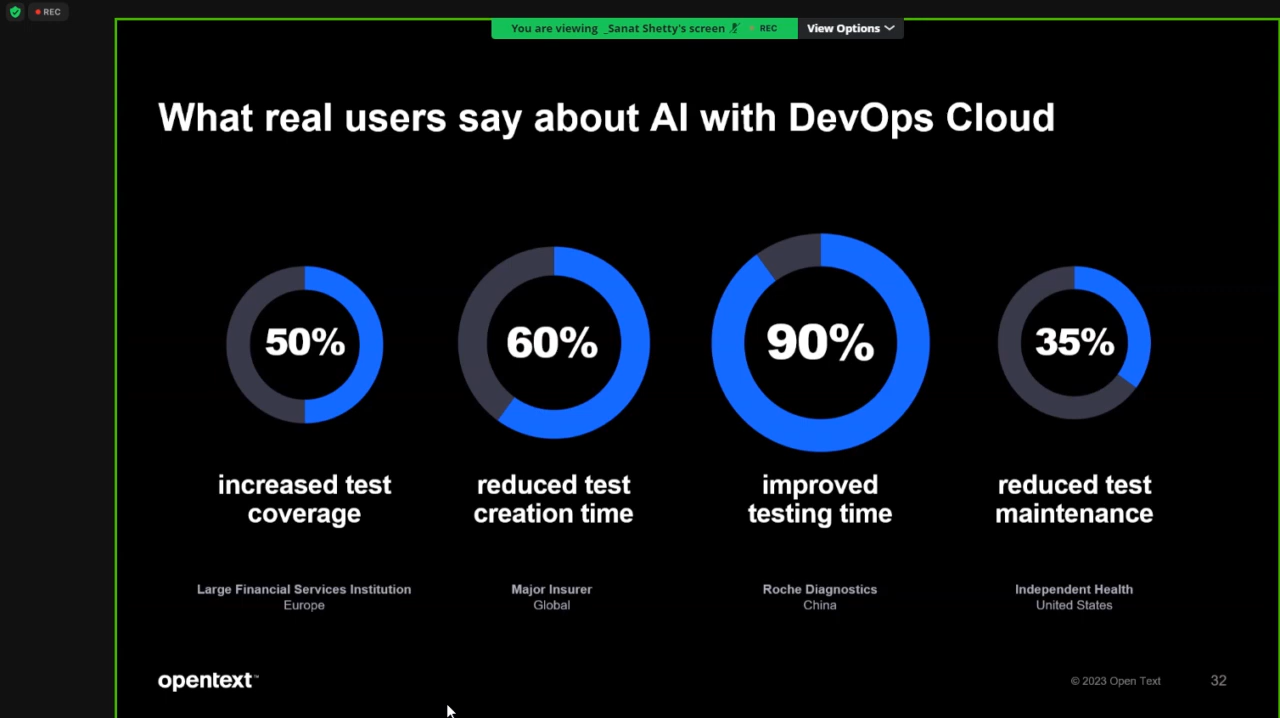 REC
You are viewing _Sanat Shetty's screen REC View Options
What real users say about AI with DevOps Cloud
50%
increased test
coverage
Large Financial Services Institution
Europe
60%
reduced test
creation time
Major Insurer
Global
90%
improved
testing time
Roche Diagnostics
China
35%
reduced test
maintenance
Independent Health
United States
opentext™
© 2023 Open Text
32